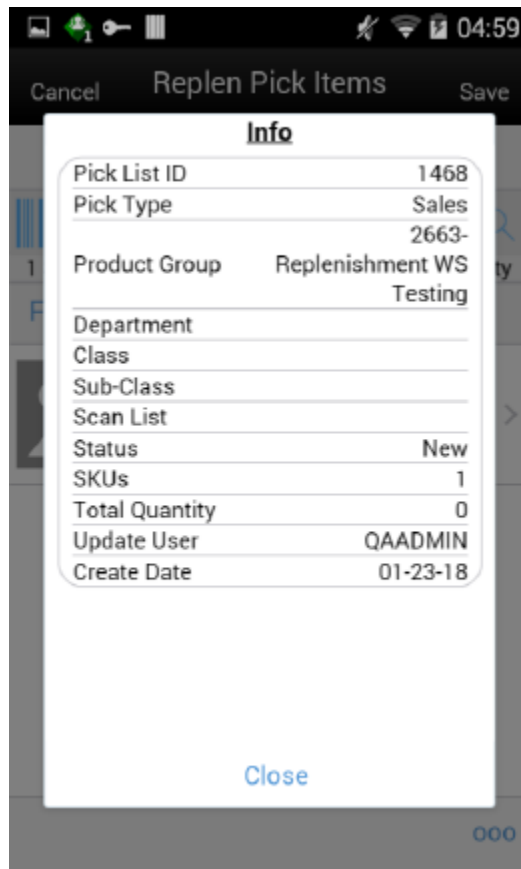 04:59
Cancel Replen Pick Items Save
Info
Pick List ID 1468
Pick Type Sales
2663-
Product Group Replenishment WS
Testing
Department
Class
Sub-Class
Scan List
Status New
SKUs 1
Total Quantity 0
Update User QAADMIN
Create Date 01-23-18
Close